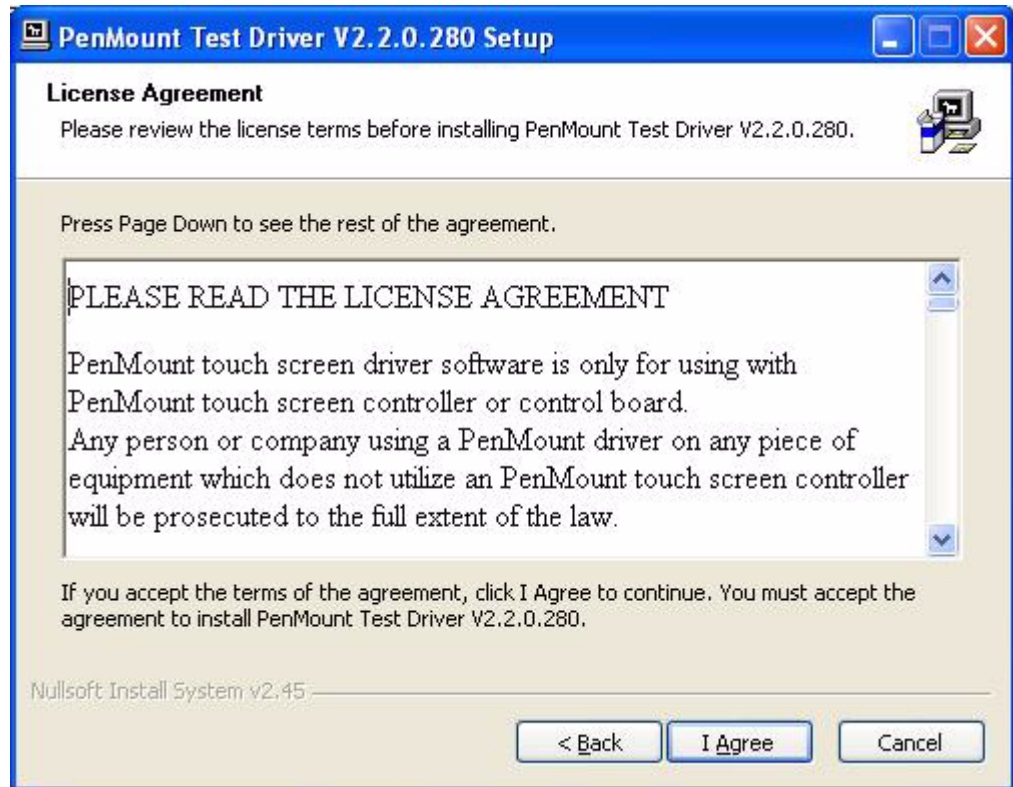 PenMount Test Driver V2.2.0.280 Setup
License Agreement
Please review the license terms before installing PenMount Test Driver V2.2.0.280.
Press Page Down to see the rest of the agreement.
PLEASE READ THE LICENSE AGREEMENT
PenMount touch screen driver software is only for using with
PenMount touch screen controller or control board.
Any person or company using a PenMount driver on any piece of
equipment which does not utilize an PenMount touch screen controller
will be prosecuted to the full extent of the law.
If you accept the terms of the agreement, click I Agree to continue. You must accept the
agreement to install PenMount Test Driver V2.2.0.280.
Nullsoft Install System v2.45
< Back
I Agree
Cancel